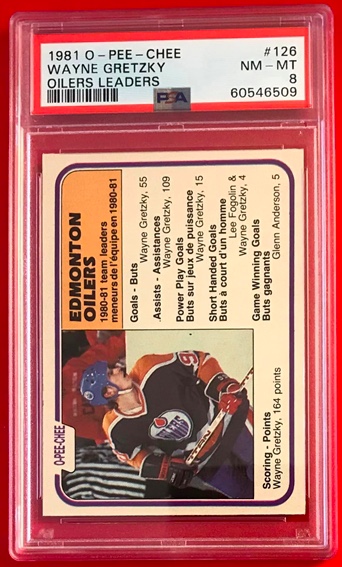 1981 O-PEE-CHEE #126
WAYNE GRETZKY NM-MT
OILERS LEADERS 8
PSA 60546509
O-PEE-CHEE
EDMONTON
OILERS
1980-81 team leaders
meneurs de l'équipe en 1980-81
Goals - Buts
Wayne Gretzky, 55
Assists - Assistances
Wayne Gretzky, 109
Power Play Goals
Buts sur jeux de puissance
Wayne Gretzky, 15
Short Handed Goals
Buts à court d'un homme
Lee Fogolin &
Wayne Gretzky, 4
Game Winning Goals
Buts gagnants
Glenn Anderson, 5
Scoring - Points
Wayne Gretzky, 164 points
OILERS